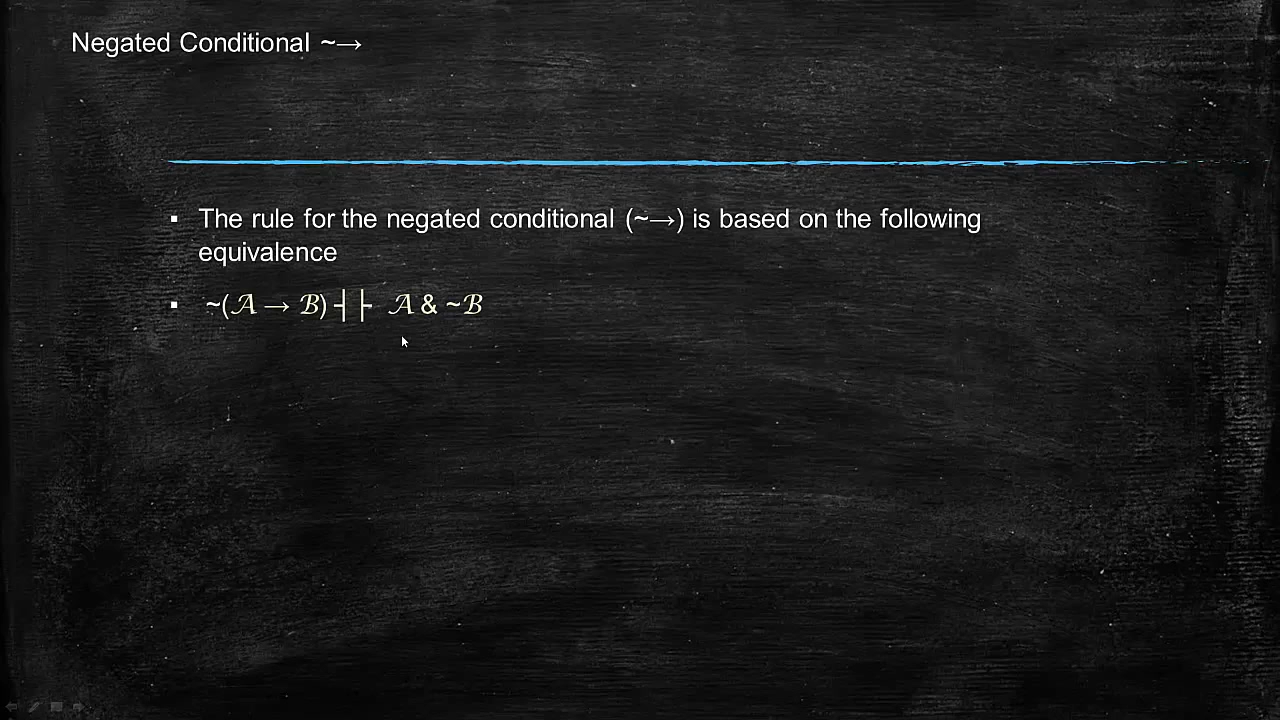 Negated Conditional ~→
▪ The rule for the negated conditional (~→) is based on the following
equivalence
▪ ~(𝒜 → ℬ) ┤├ 𝒜 & ~ℬ